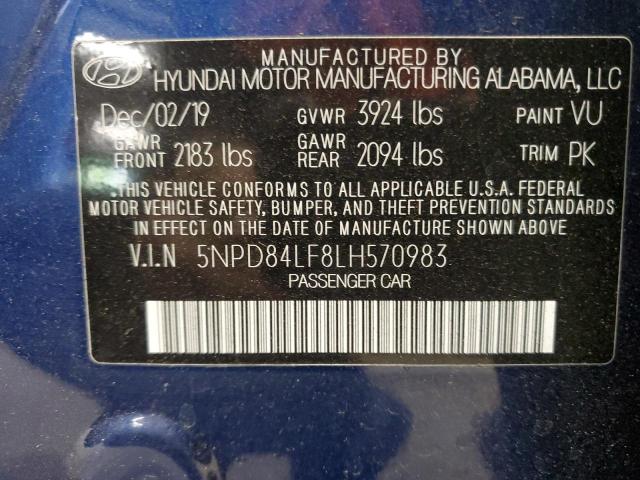 MANUFACTURED BY
HYUNDAI MOTOR MANUFACTURING ALABAMA, LLC
Dec/02/19 GVWR 3924 lbs PAINT VU
GAWR FRONT 2183 lbs GAWR REAR 2094 lbs TRIM PK
THIS VEHICLE CONFORMS TO ALL APPLICABLE U.S.A. FEDERAL
MOTOR VEHICLE SAFETY, BUMPER, AND THEFT PREVENTION STANDARDS
IN EFFECT ON THE DATE OF MANUFACTURE SHOWN ABOVE
V.I.N 5NPD84LF8LH570983
PASSENGER CAR